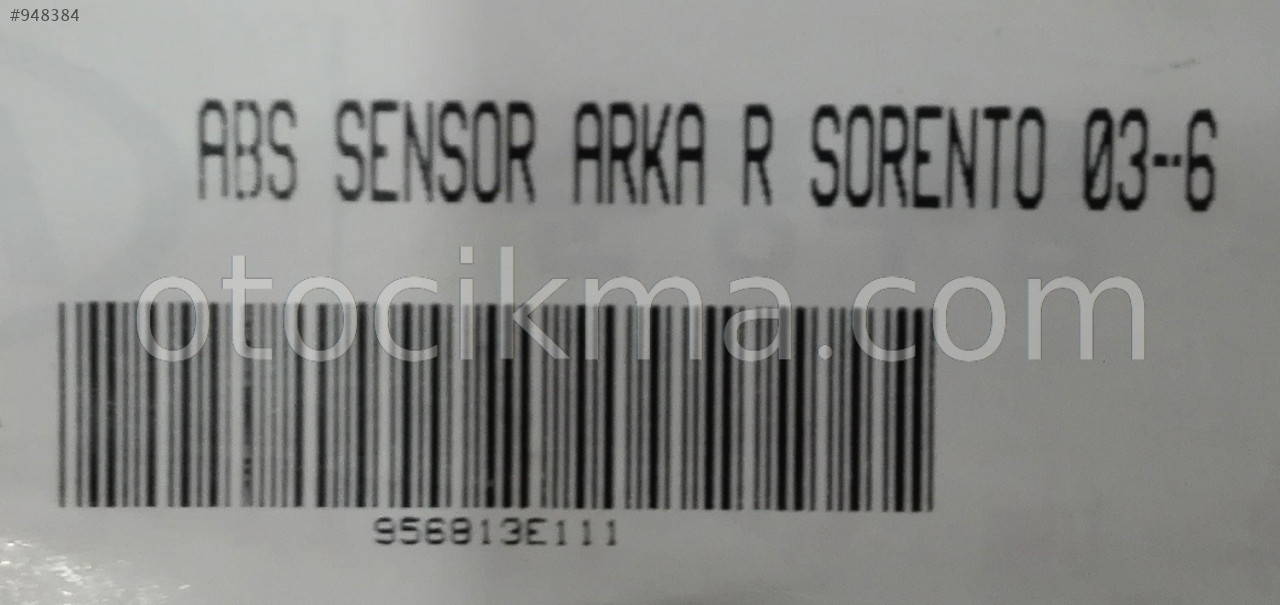 #948384
ABS SENSOR ARKA R SORENTO 03--6
otocikma.com
956813E111